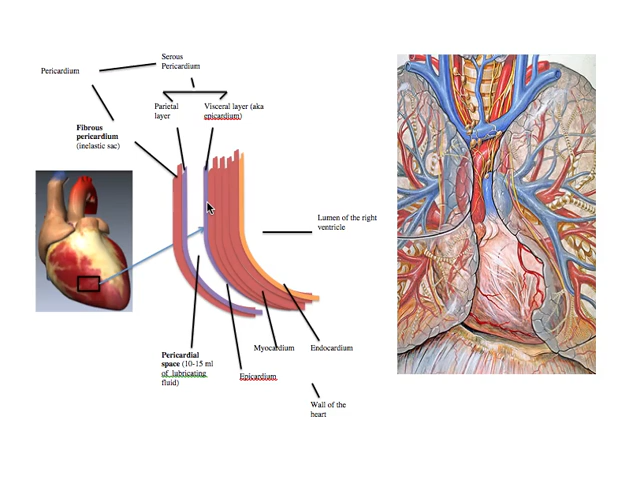 Serous
Pericardium
Pericardium
Parietal
layer
Visceral layer (aka
epicardium)
Fibrous
pericardium
(inelastic sac)
Lumen of the right
ventricle
Myocardium
Endocardium
Pericardial
space (10-15 ml
of lubricating
fluid)
Epicardium
Wall of the
heart